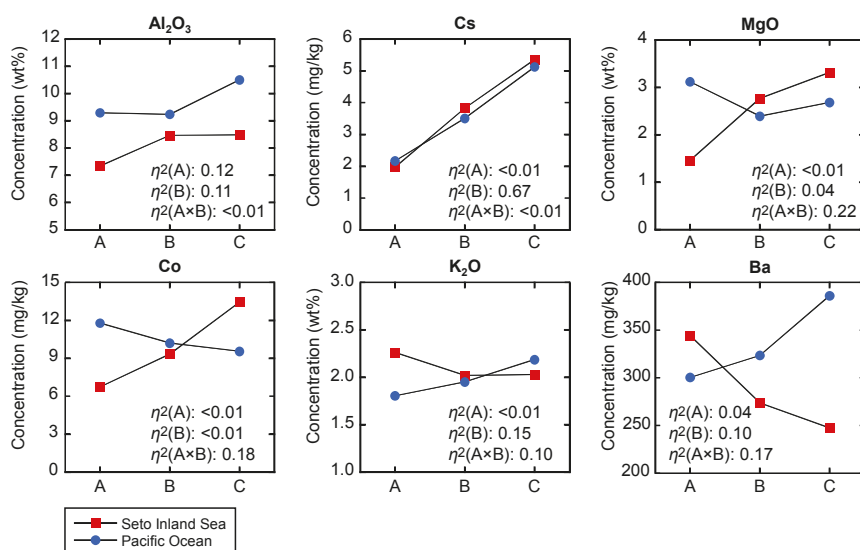 Al₂O₃
Concentration (wt%)
12
11
10
9
8
7
6
5
η²(A): 0.12
η²(B): 0.11
η²(A×B): <0.01
A B C
Cs
Concentration (mg/kg)
6
5
4
3
2
1
0
η²(A): <0.01
η²(B): 0.67
η²(A×B): <0.01
A B C
MgO
Concentration (wt%)
4
3
2
1
0
η²(A): <0.01
η²(B): 0.04
η²(A×B): 0.22
A B C
Co
Concentration (mg/kg)
15
12
9
6
3
0
η²(A): <0.01
η²(B): <0.01
η²(A×B): 0.18
A B C
K₂O
Concentration (wt%)
3.0
2.5
2.0
1.5
1.0
η²(A): <0.01
η²(B): 0.15
η²(A×B): 0.10
A B C
Ba
Concentration (mg/kg)
400
350
300
250
200
η²(A): 0.04
η²(B): 0.10
η²(A×B): 0.17
A B C
Seto Inland Sea
Pacific Ocean